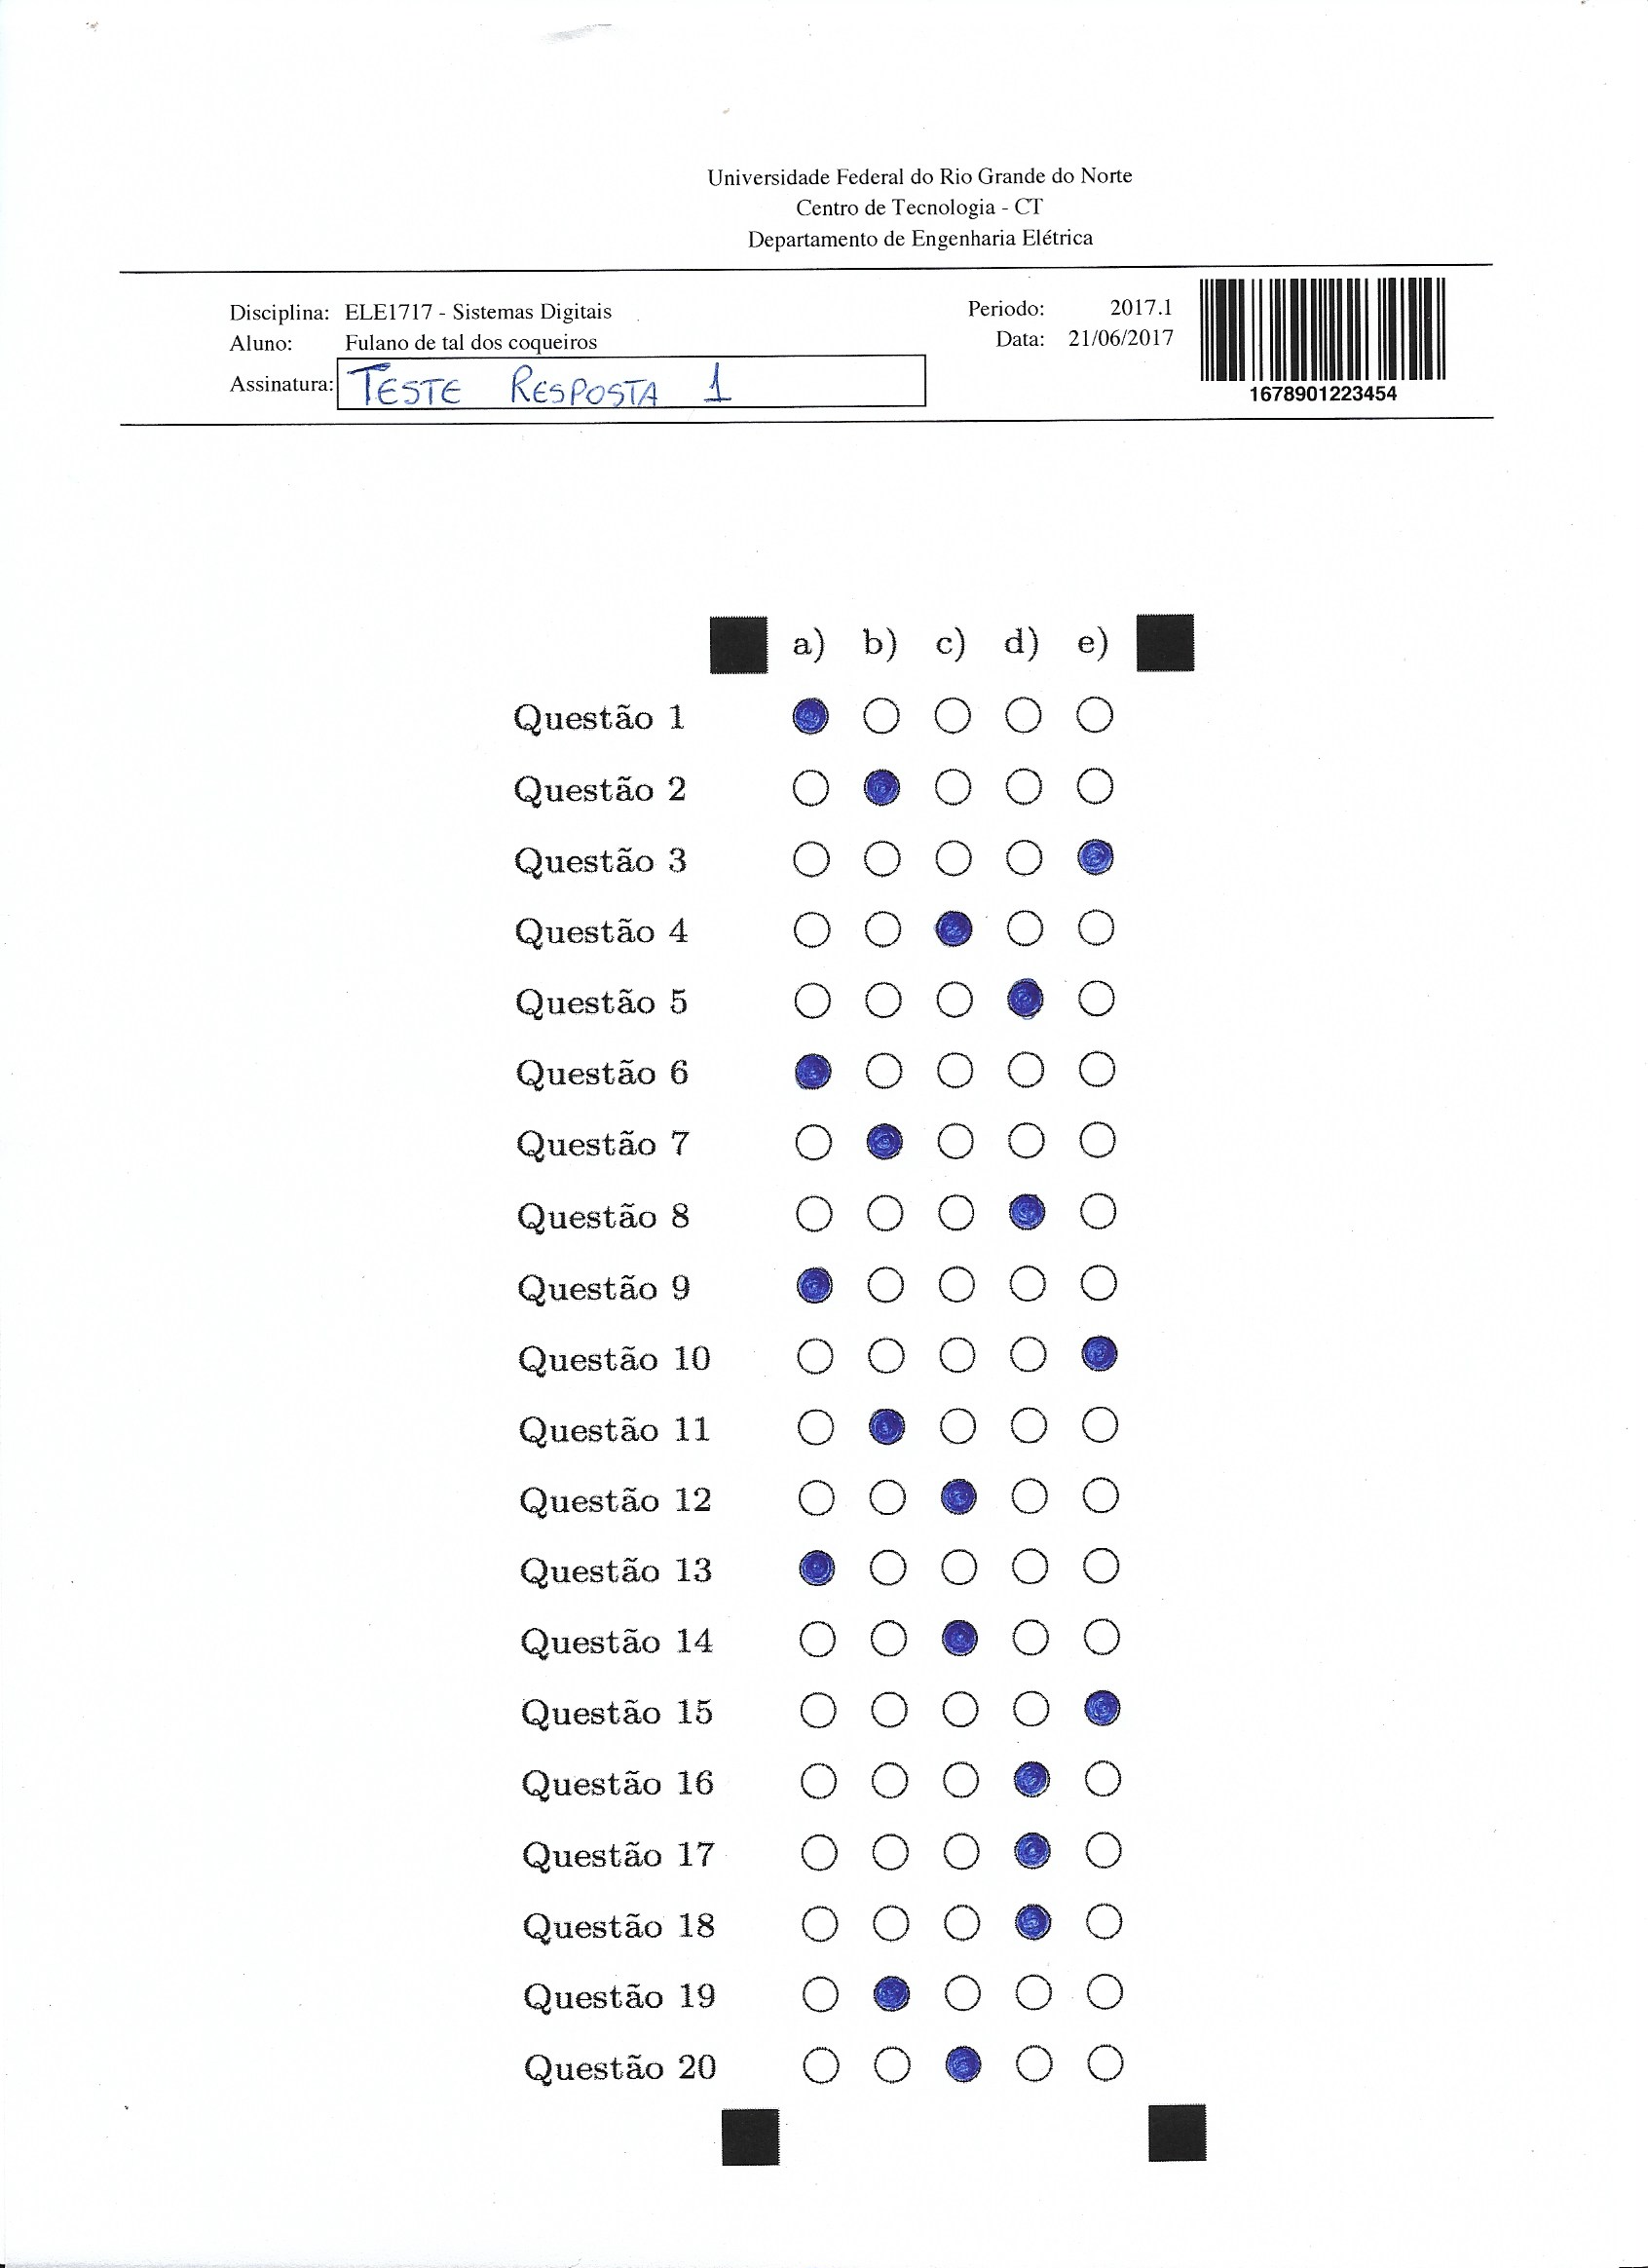 Universidade Federal do Rio Grande do Norte
Centro de Tecnologia - CT
Departamento de Engenharia Elétrica
Disciplina: ELE1717 - Sistemas Digitais Periodo: 2017.1
Aluno: Fulano de tal dos coqueiros Data: 21/06/2017
Assinatura: TESTE RESPOSTA 1
1678901223454
a) b) c) d) e)
Questão 1
Questão 2
Questão 3
Questão 4
Questão 5
Questão 6
Questão 7
Questão 8
Questão 9
Questão 10
Questão 11
Questão 12
Questão 13
Questão 14
Questão 15
Questão 16
Questão 17
Questão 18
Questão 19
Questão 20